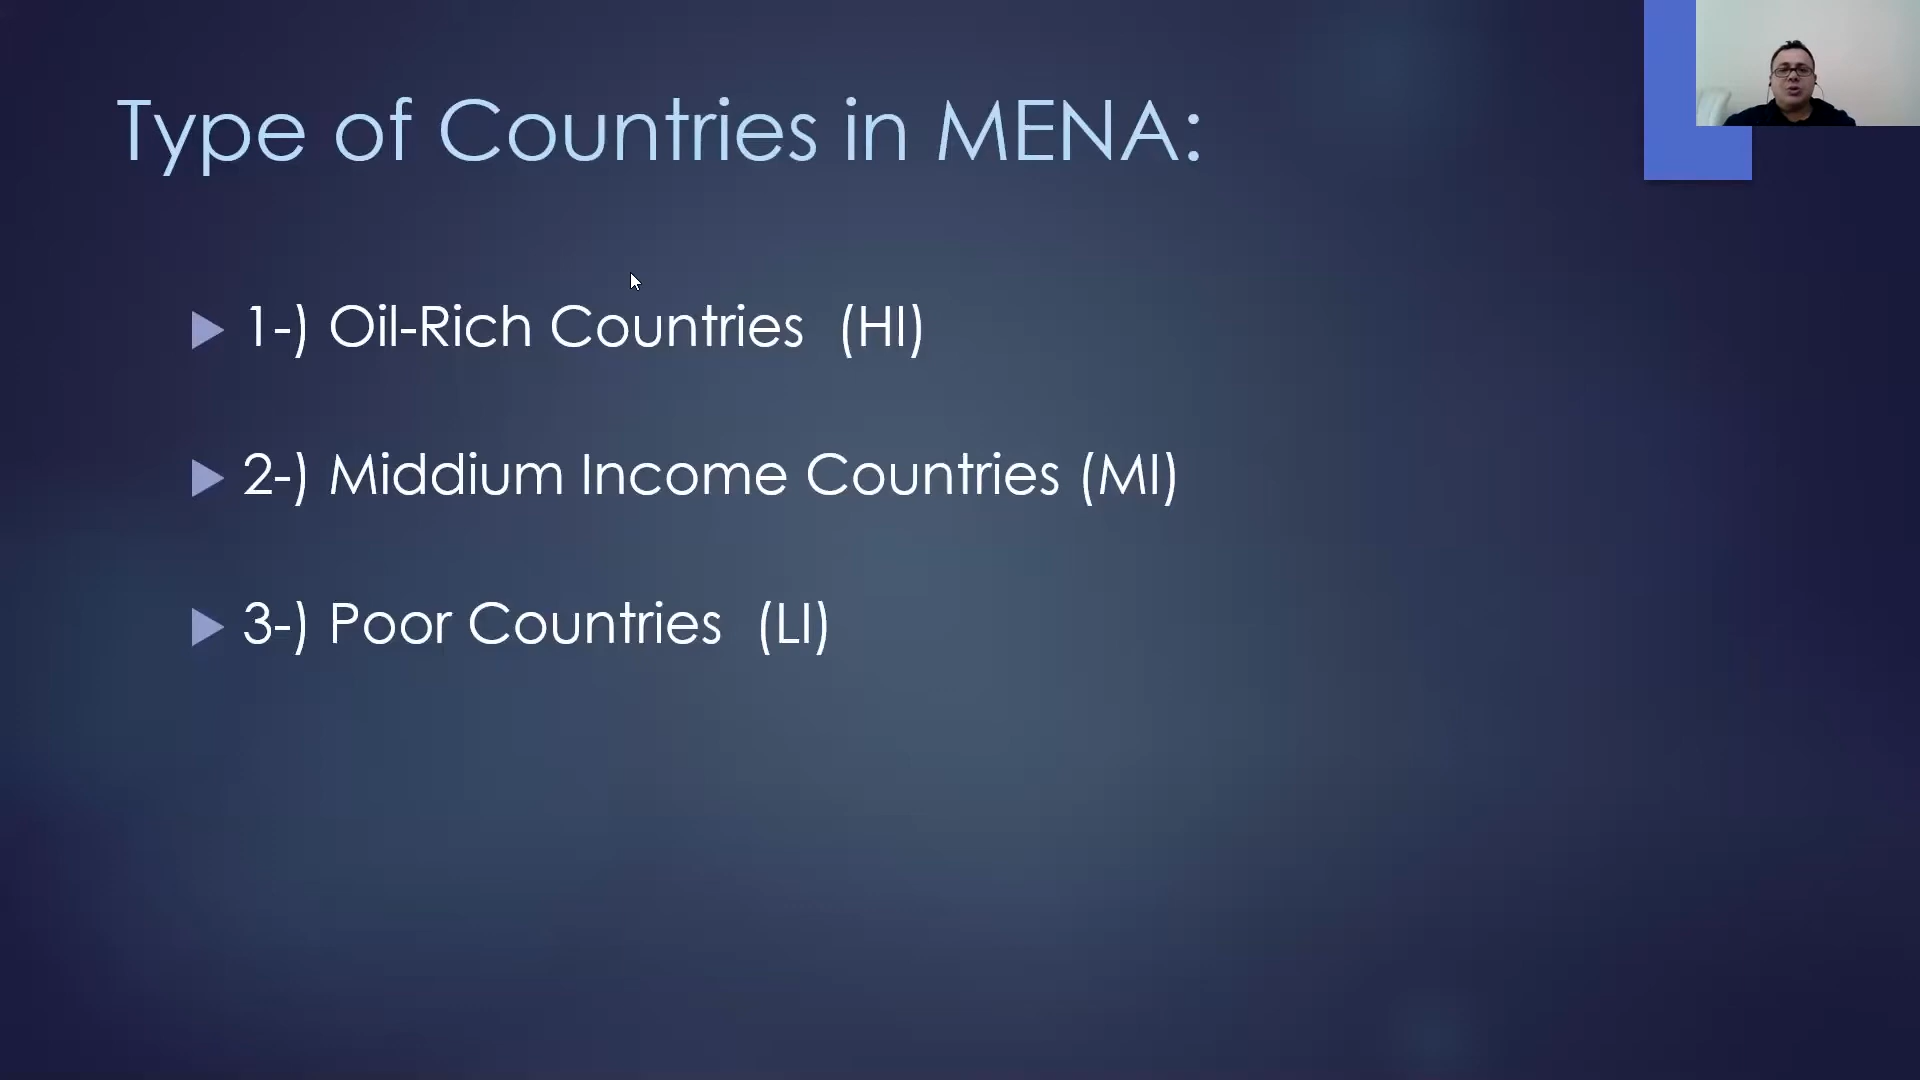 Type of Countries in MENA:
1-) Oil-Rich Countries (HI)
2-) Middium Income Countries (MI)
3-) Poor Countries (LI)